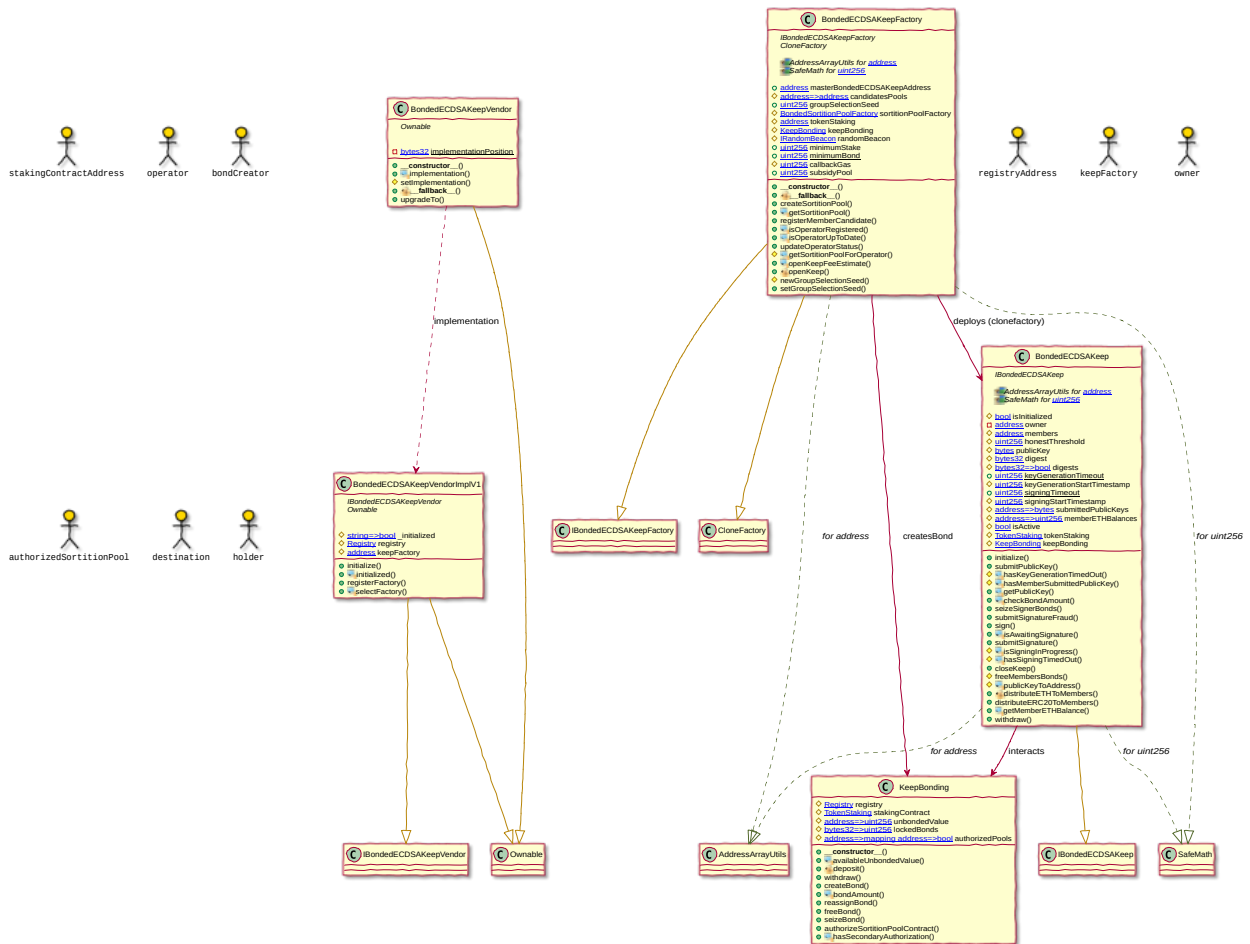 C BondedECDSAKeepFactory
IBondedECDSAKeepFactory
CloneFactory
AddressArrayUtils for address
SafeMath for uint256
address masterBondedECDSAKeepAddress
address=>address candidatesPools
uint256 groupSelectionSeed
BondedSortitionPoolFactory sortitionPoolFactory
address tokenStaking
KeepBonding keepBonding
IRandomBeacon randomBeacon
uint256 minimumStake
uint256 minimumBond
uint256 callbackGas
uint256 subsidyPool
__constructor__()
__fallback__()
createSortitionPool()
getSortitionPool()
registerMemberCandidate()
isOperatorRegistered()
isOperatorUpToDate()
updateOperatorStatus()
getSortitionPoolForOperator()
openKeepFeeEstimate()
openKeep()
newGroupSelectionSeed()
setGroupSelectionSeed()
C BondedECDSAKeepVendor
Ownable
bytes32 implementationPosition
__constructor__()
implementation()
setImplementation()
__fallback__()
upgradeTo()
stakingContractAddress
operator
bondCreator
registryAddress
keepFactory
owner
implementation
deploys (clonefactory)
C BondedECDSAKeep
IBondedECDSAKeep
AddressArrayUtils for address
SafeMath for uint256
bool isInitialized
address owner
address members
uint256 honestThreshold
bytes publicKey
bytes32 digest
bytes32=>bool digests
uint256 keyGenerationTimeout
uint256 keyGenerationStartTimestamp
uint256 signingTimeout
uint256 signingStartTimestamp
address=>bytes submittedPublicKeys
address=>uint256 memberETHBalances
bool isActive
TokenStaking tokenStaking
KeepBonding keepBonding
initialize()
submitPublicKey()
hasKeyGenerationTimedOut()
hasMemberSubmittedPublicKey()
getPublicKey()
checkBondAmount()
seizeSignerBonds()
submitSignatureFraud()
sign()
isAwaitingSignature()
submitSignature()
isSigningInProgress()
hasSigningTimedOut()
closeKeep()
freeMembersBonds()
publicKeyToAddress()
distributeETHToMembers()
distributeERC20ToMembers()
getMemberETHBalance()
withdraw()
C BondedECDSAKeepVendorImplV1
IBondedECDSAKeepVendor
Ownable
string=>bool _initialized
Registry registry
address keepFactory
initialize()
initialized()
registerFactory()
selectFactory()
authorizedSortitionPool
destination
holder
C IBondedECDSAKeepFactory
C CloneFactory
for address
createsBond
for uint256
for address
interacts
for uint256
C KeepBonding
Registry registry
TokenStaking stakingContract
address=>uint256 unbondedValue
bytes32=>uint256 lockedBonds
address=>mapping address=>bool authorizedPools
__constructor__()
availableUnbondedValue()
deposit()
withdraw()
createBond()
bondAmount()
reassignBond()
freeBond()
seizeBond()
authorizeSortitionPoolContract()
hasSecondaryAuthorization()
C IBondedECDSAKeepVendor
C Ownable
C AddressArrayUtils
C IBondedECDSAKeep
C SafeMath